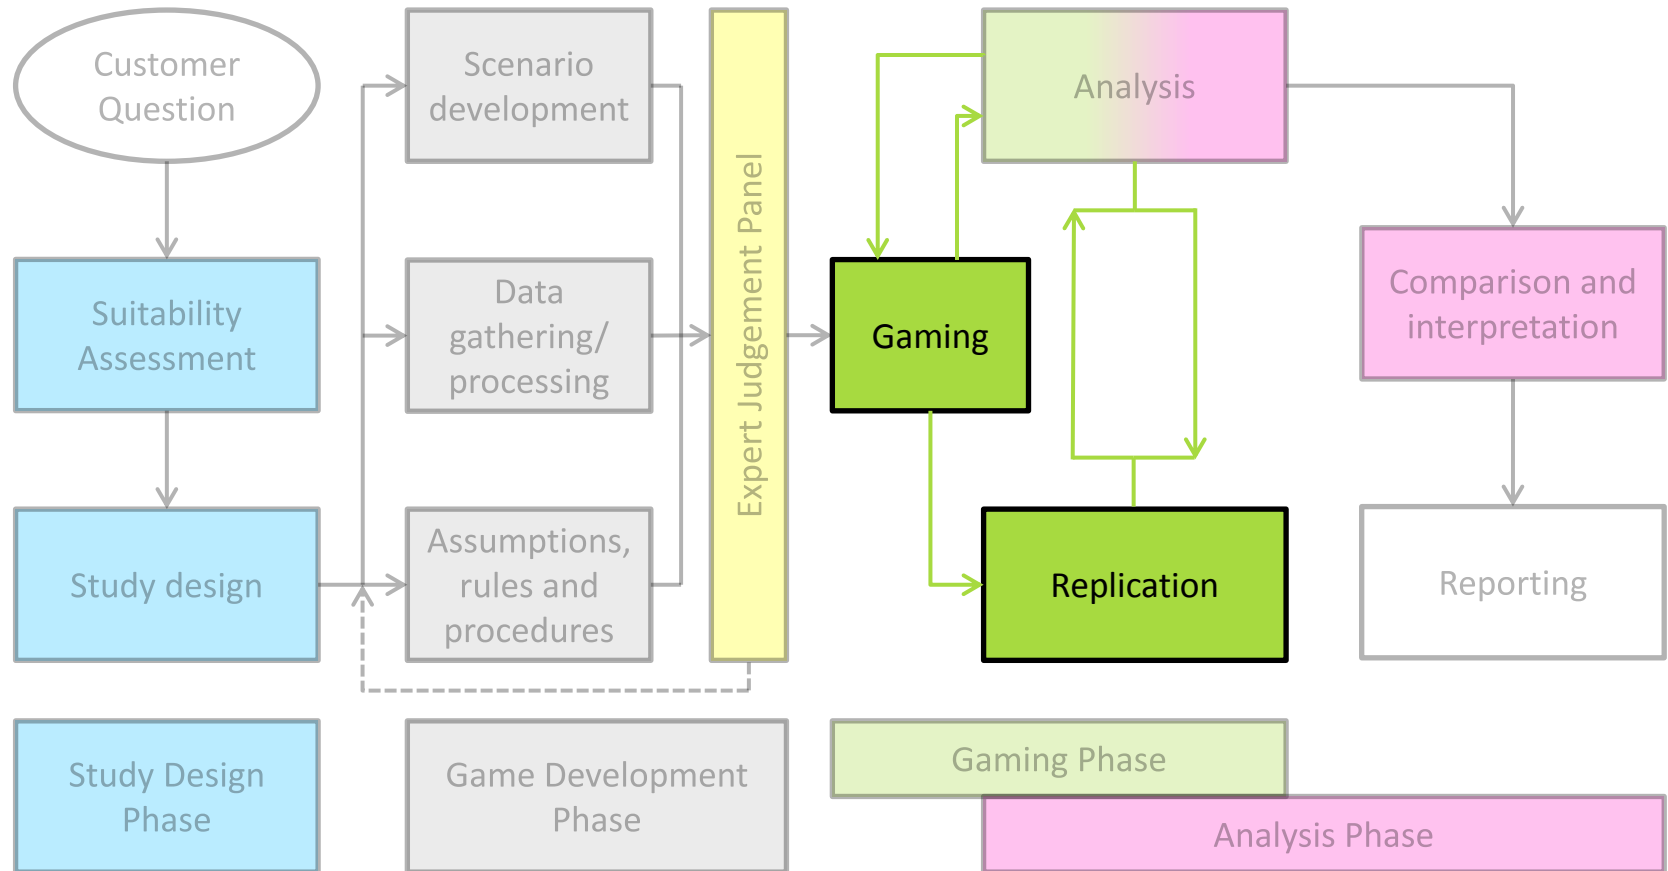 Customer
Question
Suitability
Assessment
Study design
Scenario
development
Data
gathering/
processing
Assumptions,
rules and
procedures
Expert Judgement Panel
Gaming
Analysis
Replication
Comparison and
interpretation
Reporting
Study Design
Phase
Game Development
Phase
Gaming Phase
Analysis Phase